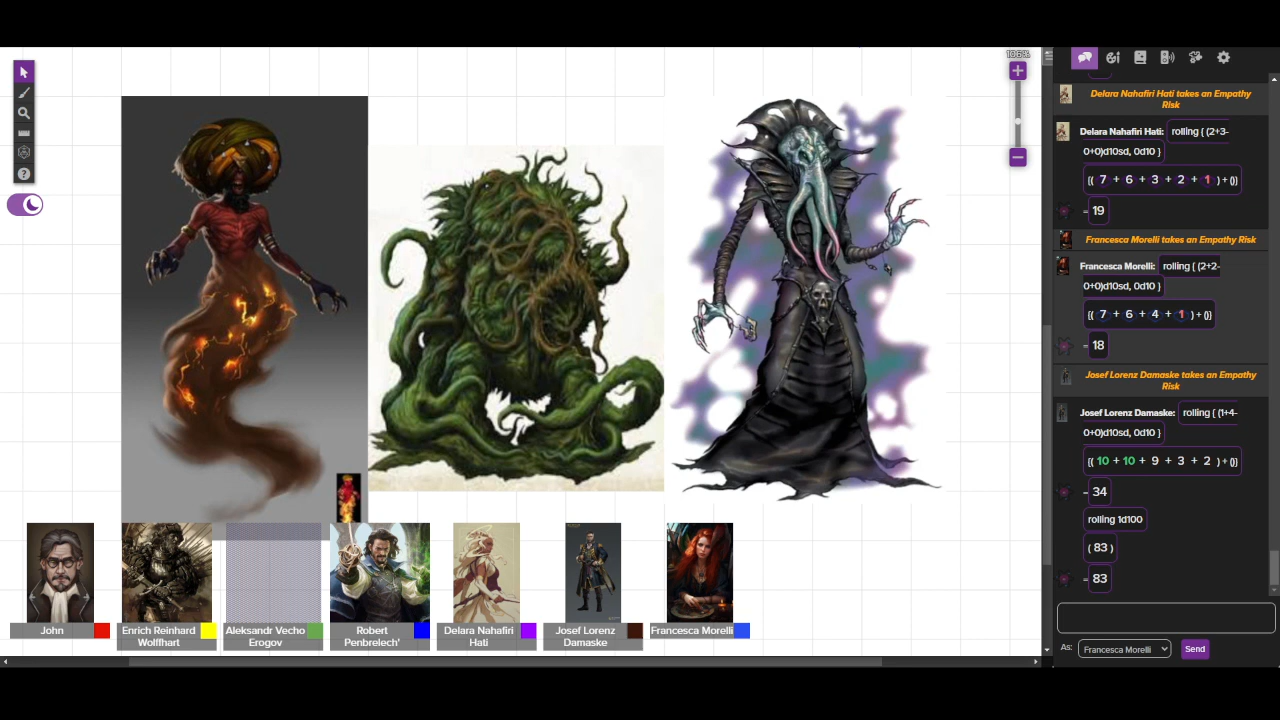 106%
Delara Nahafiri Hati takes an Empathy
Risk
Delara Nahafiri Hati: rolling { (2+3-
0+0)d10sd, 0d10 }
{( 7 + 6 + 3 + 2 + 1 ) + ()}
= 19
Francesca Morelli takes an Empathy Risk
Francesca Morelli: rolling { (2+2-
0+0)d10sd, 0d10 }
{( 7 + 6 + 4 + 1 ) + ()}
= 18
Josef Lorenz Damaske takes an Empathy
Risk
Josef Lorenz Damaske: rolling { (1+4-
0+0)d10sd, 0d10 }
{( 10 + 10 + 9 + 3 + 2 ) + ()}
= 34
rolling 1d100
( 83 )
= 83
As: Francesca Morelli Send
John
Enrich Reinhard
Wolffhart
Aleksandr Vecho
Erogov
Robert
Penbrelech'
Delara Nahafiri
Hati
Josef Lorenz
Damaske
Francesca Morelli